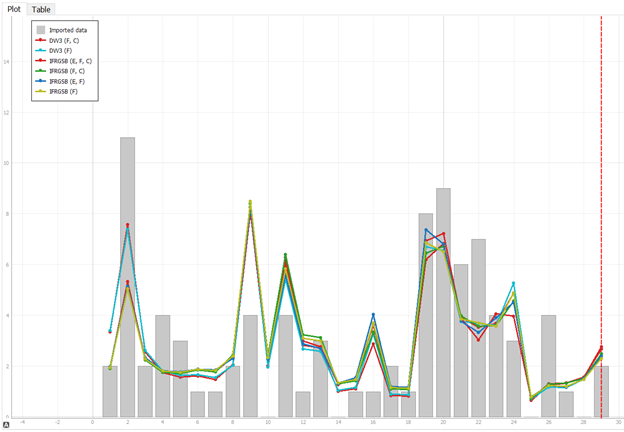 Plot Table
Imported data
DW3 (F, C)
DW3 (F)
IFRGSB (E, F, C)
IFRGSB (F, C)
IFRGSB (E, F)
IFRGSB (F)
14
12
10
8
6
4
2
0
-4 -2 0 2 4 6 8 10 12 14 16 18 20 22 24 26 28 30
A